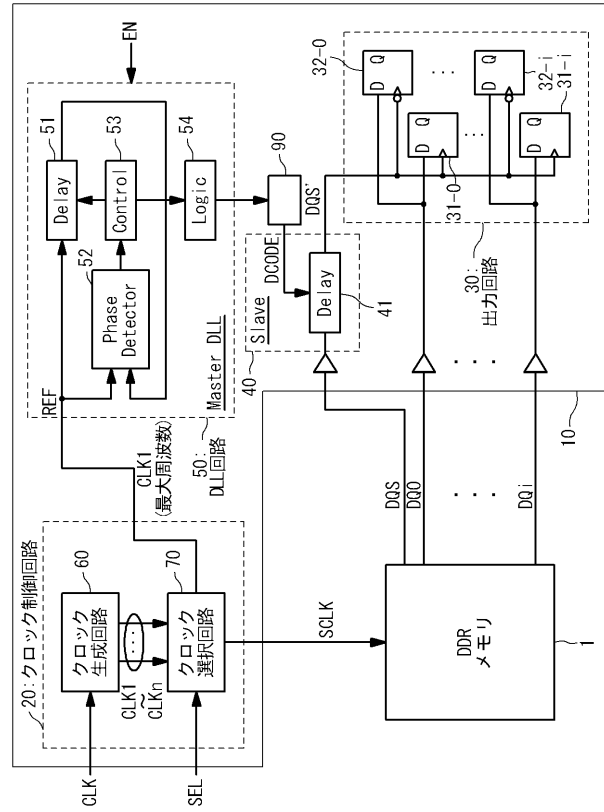 20:クロック制御回路
CLK
60
クロック
生成回路
CLK1
～
CLKn
...
SEL
70
クロック
選択回路
SCLK
CLK1
(最大周波数)
50:
DLL回路
Master DLL
REF
52
Phase
Detector
51
Delay
53
Control
54
Logic
EN
90
DCODE
DQS'
40
Slave
Delay
41
DDR
メモリ
1
10
DQS
DQ0
...
DQi
...
30:
出力回路
32-0
D Q
31-0
D Q
...
...
32-i
D Q
31-i
D Q